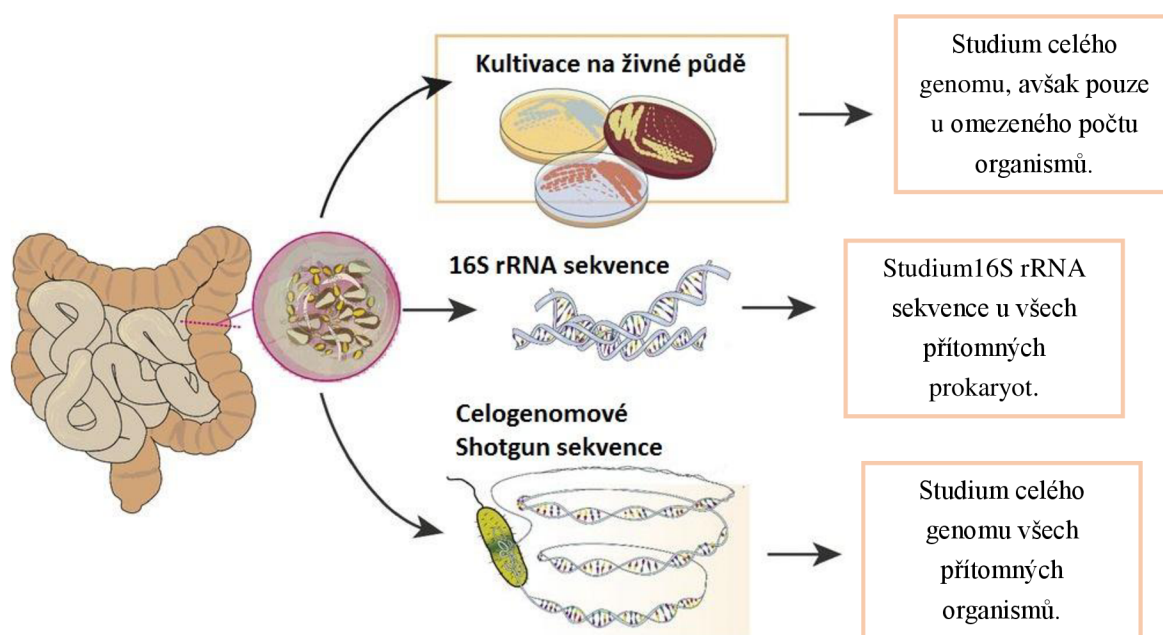 Kultivace na živné půdě
Studium celého
genomu, avšak pouze
u omezeného počtu
organismů.
16S rRNA sekvence
Studium16S rRNA
sekvence u všech
přítomných
prokaryot.
Celogenomové
Shotgun sekvence
Studium celého
genomu všech
přítomných
organismů.